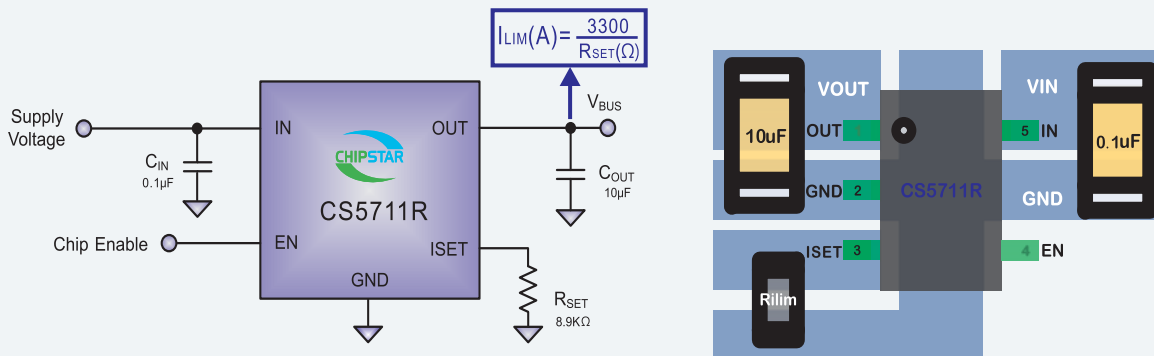 ILIM(A)= 3300
RSET(Ω)
VBUS
Supply
Voltage
IN
OUT
CHIPSTAR
CIN
0.1µF
COUT
10µF
CS5711R
Chip Enable
EN
ISET
GND
RSET
8.9KΩ
VOUT
VIN
10uF
OUT
5
IN
0.1uF
GND
2
CS5711R
GND
ISET
3
4
EN
Rilim